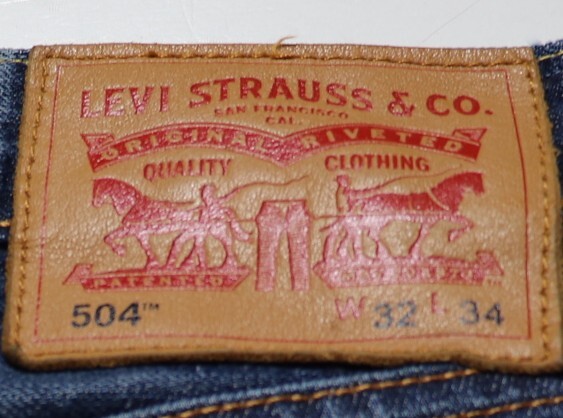 LEVI STRAUSS & CO.
SAN FRANCISCO
CAL.
ORIGINAL RIVETED
QUALITY CLOTHING
PATENTED
504™ W 32 L 34